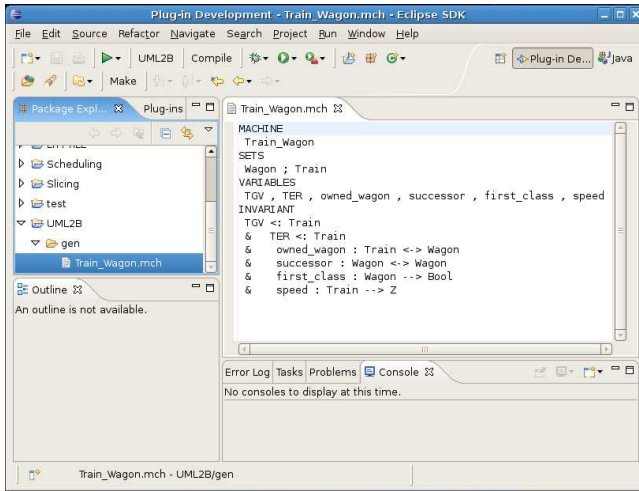 Plug-in Development - Train_Wagon.mch - Eclipse SDK
File Edit Source Refactor Navigate Search Project Run Window Help
UML2B Compile Plug-in De... Java
Make
Package Expl... Plug-ins
Scheduling
Slicing
test
UML2B
gen
Train_Wagon.mch
Outline
An outline is not available.
Train_Wagon.mch
MACHINE
Train_Wagon
SETS
Wagon ; Train
VARIABLES
TGV , TER , owned_wagon , successor , first_class , speed
INVARIANT
TGV <: Train
& TER <: Train
& owned_wagon : Train <-> Wagon
& successor : Wagon <-> Wagon
& first_class : Wagon --> Bool
& speed : Train --> Z
Error Log Tasks Problems Console
No consoles to display at this time.
Train_Wagon.mch - UML2B/gen